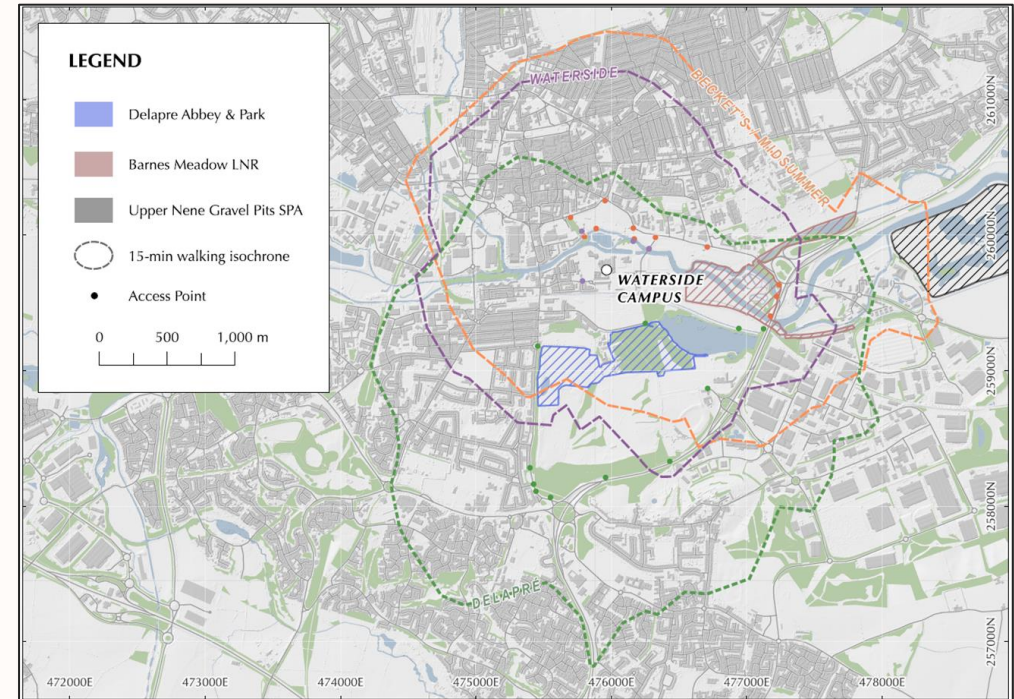 LEGEND
Delapre Abbey & Park
Barnes Meadow LNR
Upper Nene Gravel Pits SPA
15-min walking isochrone
Access Point
0 500 1,000 m
WATERSIDE
BECKET'S - MIDSUMMER
WATERSIDE
CAMPUS
DELAPRE
261000N
260000N
259000N
258000N
257000N
472000E 473000E 474000E 475000E 476000E 477000E 478000E